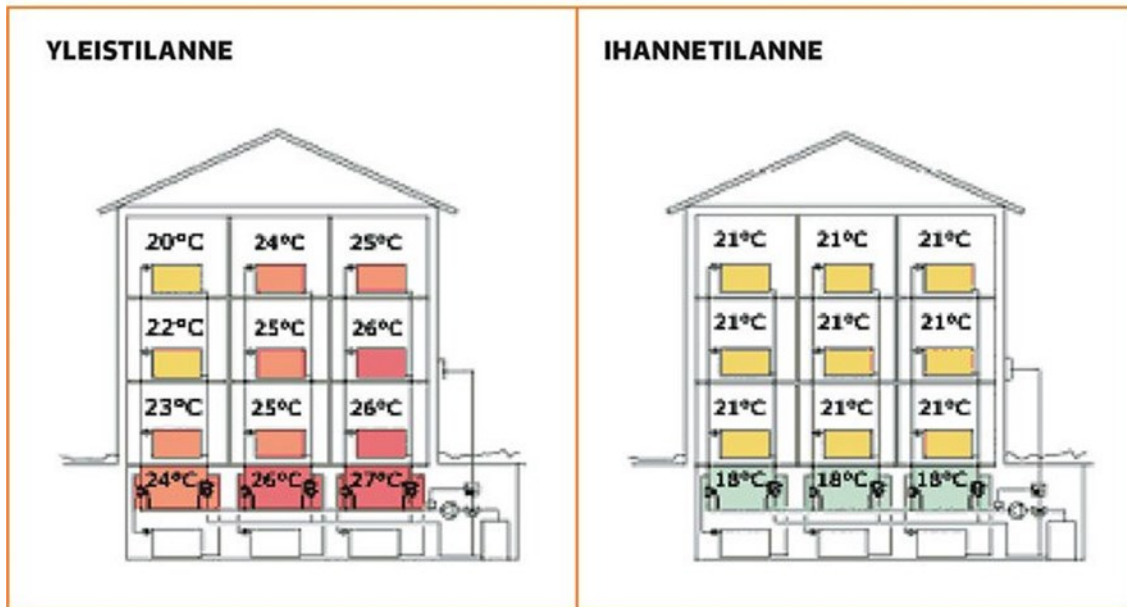 YLEISTILANNE
20°C 24°C 25°C
22°C 25°C 26°C
23°C 25°C 26°C
24°C 26°C 27°C
IHANNETILANNE
21°C 21°C 21°C
21°C 21°C 21°C
21°C 21°C 21°C
18°C 18°C 18°C